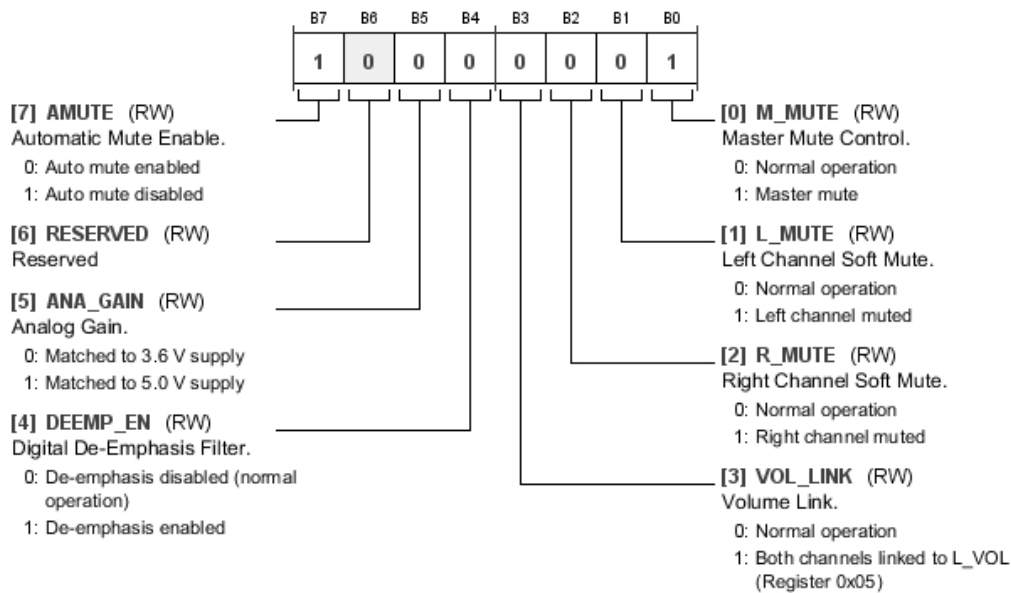 B7 B6 B5 B4 B3 B2 B1 B0
1 0 0 0 0 0 0 1
[7] AMUTE (RW)
Automatic Mute Enable.
0: Auto mute enabled
1: Auto mute disabled
[6] RESERVED (RW)
Reserved
[5] ANA_GAIN (RW)
Analog Gain.
0: Matched to 3.6 V supply
1: Matched to 5.0 V supply
[4] DEEMP_EN (RW)
Digital De-Emphasis Filter.
0: De-emphasis disabled (normal
operation)
1: De-emphasis enabled
[0] M_MUTE (RW)
Master Mute Control.
0: Normal operation
1: Master mute
[1] L_MUTE (RW)
Left Channel Soft Mute.
0: Normal operation
1: Left channel muted
[2] R_MUTE (RW)
Right Channel Soft Mute.
0: Normal operation
1: Right channel muted
[3] VOL_LINK (RW)
Volume Link.
0: Normal operation
1: Both channels linked to L_VOL
(Register 0x05)